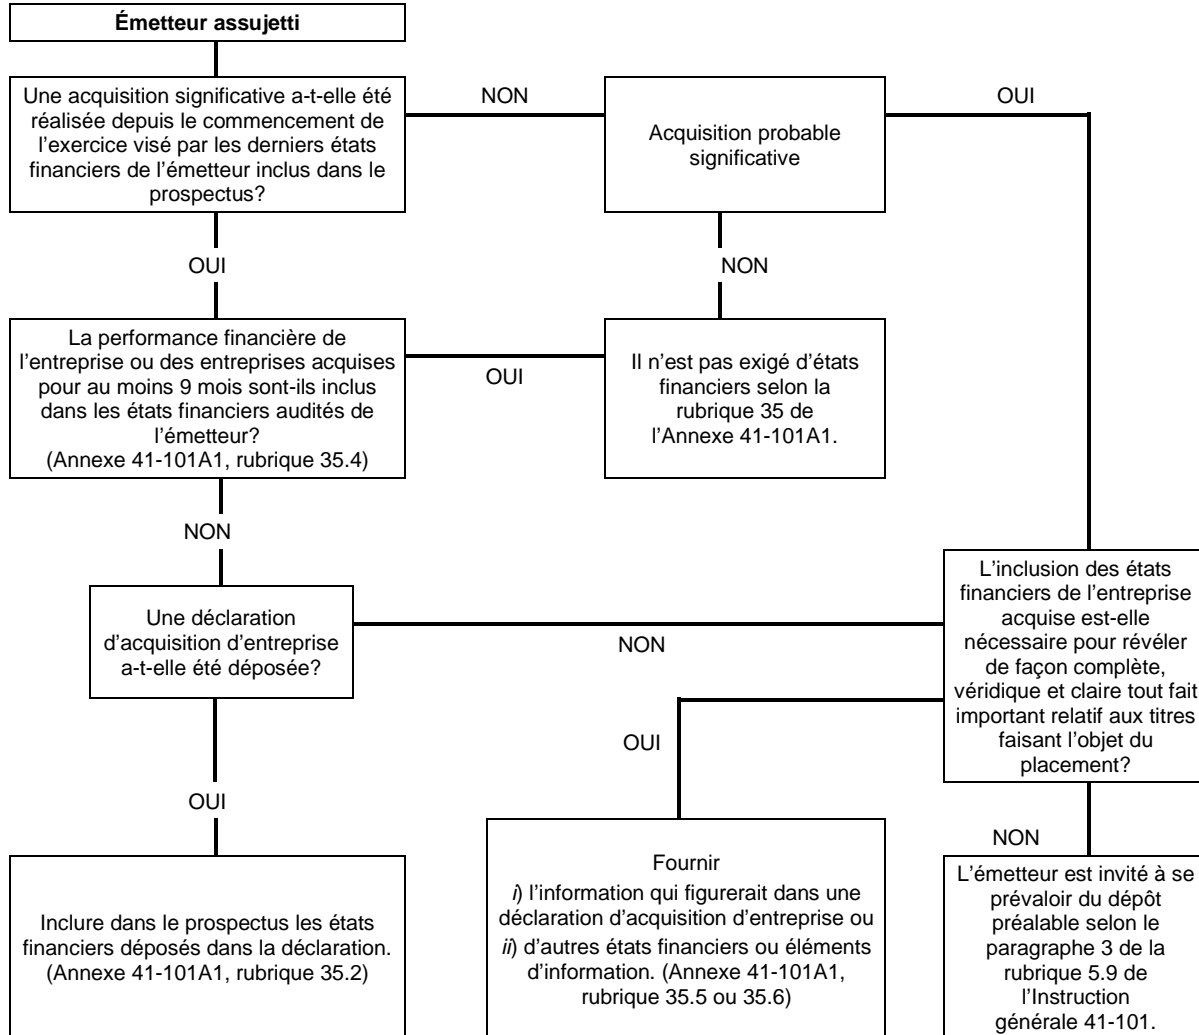 Émetteur assujetti
Une acquisition significative a-t-elle été
réalisée depuis le commencement de
l'exercice visé par les derniers états
financiers de l'émetteur inclus dans le
prospectus?
NON
Acquisition probable
significative
OUI
OUI
NON
La performance financière de
l'entreprise ou des entreprises acquises
pour au moins 9 mois sont-ils inclus
dans les états financiers audités de
l'émetteur?
(Annexe 41-101A1, rubrique 35.4)
OUI
Il n'est pas exigé d'états
financiers selon la
rubrique 35 de
l'Annexe 41-101A1.
NON
Une déclaration
d'acquisition d'entreprise
a-t-elle été déposée?
NON
L'inclusion des états
financiers de l'entreprise
acquise est-elle
nécessaire pour révéler
de façon complète,
véridique et claire tout fait
important relatif aux titres
faisant l'objet du
placement?
OUI
OUI
NON
Inclure dans le prospectus les états
financiers déposés dans la déclaration.
(Annexe 41-101A1, rubrique 35.2)
Fournir
i) l'information qui figurerait dans une
déclaration d'acquisition d'entreprise ou
ii) d'autres états financiers ou éléments
d'information. (Annexe 41-101A1,
rubrique 35.5 ou 35.6)
L'émetteur est invité à se
prévaloir du dépôt
préalable selon le
paragraphe 3 de la
rubrique 5.9 de
l'Instruction
générale 41-101.